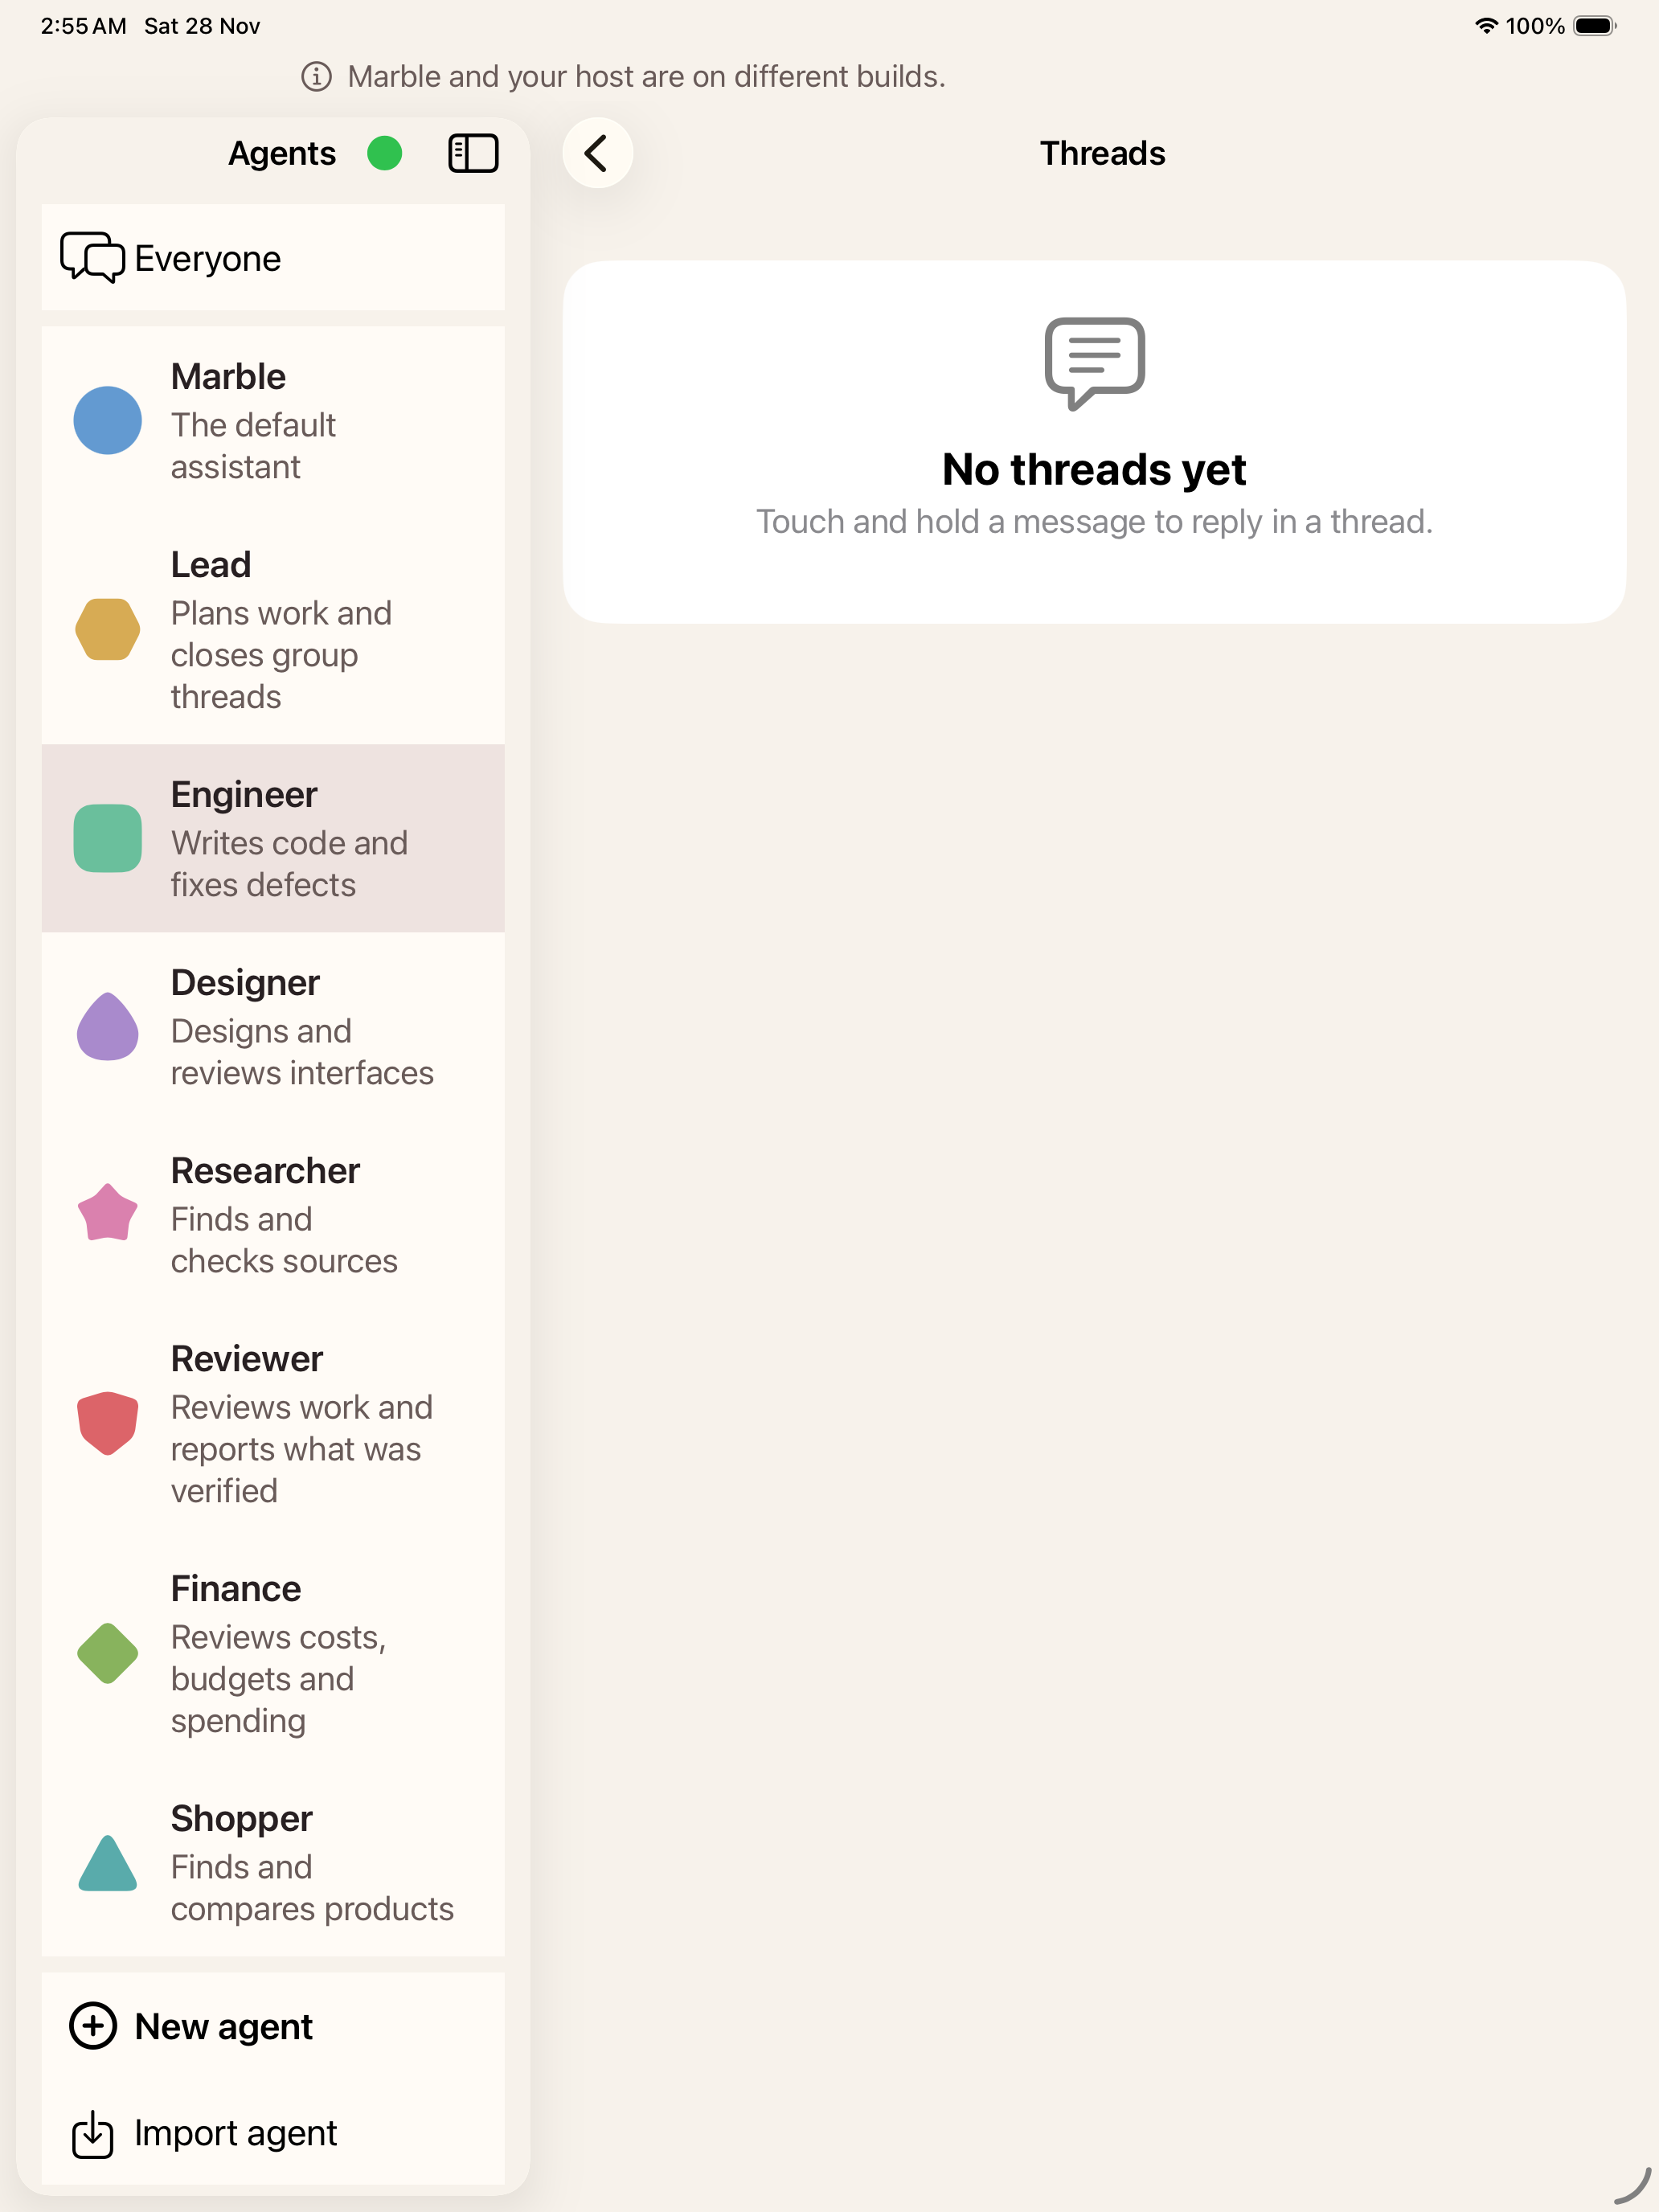 2:55 AM Sat 28 Nov
100%
Marble and your host are on different builds.
Agents
Threads
Everyone
Marble
The default
assistant
Lead
Plans work and
closes group
threads
Engineer
Writes code and
fixes defects
Designer
Designs and
reviews interfaces
Researcher
Finds and
checks sources
Reviewer
Reviews work and
reports what was
verified
Finance
Reviews costs,
budgets and
spending
Shopper
Finds and
compares products
New agent
Import agent
No threads yet
Touch and hold a message to reply in a thread.